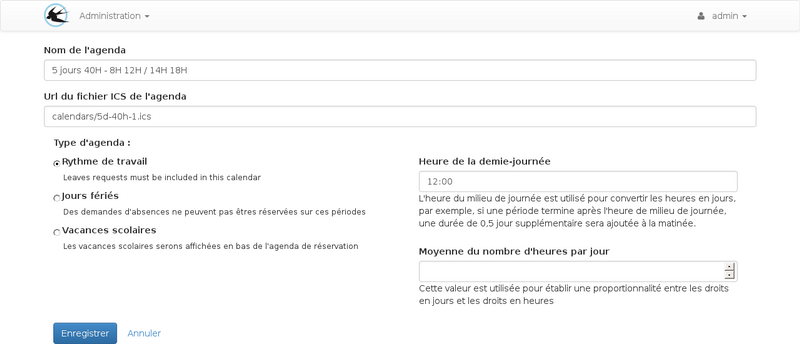 Administration
admin
Nom de l'agenda
5 jours 40H - 8H 12H / 14H 18H
Url du fichier ICS de l'agenda
calendars/5d-40h-1.ics
Type d'agenda :
Rythme de travail
Leaves requests must be included in this calendar
Jours fériés
Des demandes d'absences ne peuvent pas êtres réservées sur ces périodes
Vacances scolaires
Les vacances scolaires serons affichées en bas de l'agenda de réservation
Heure de la demie-journée
12:00
L'heure du milieu de journée est utilisé pour convertir les heures en jours,
par exemple, si une période termine après l'heure de milieu de journée,
une durée de 0,5 jour supplémentaire sera ajoutée à la matinée.
Moyenne du nombre d'heures par jour
Cette valeur est utilisée pour établir une proportionnalité entre les droits
en jours et les droits en heures
Enregistrer
Annuler